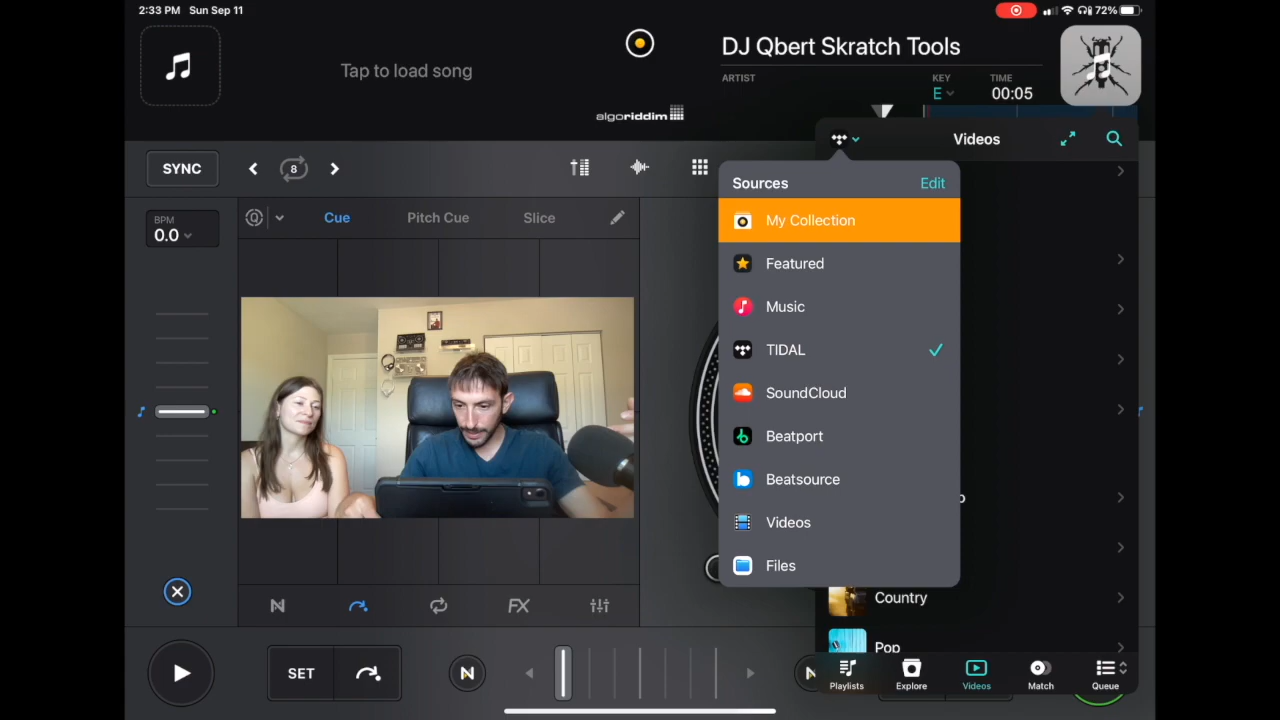 2:33 PM Sun Sep 11
72%
Tap to load song
algoriddim
DJ Qbert Skratch Tools
ARTIST
KEY
E
TIME
00:05
SYNC
8
Videos
Sources
Edit
My Collection
Featured
Music
TIDAL
SoundCloud
Beatport
Beatsource
Videos
Files
BPM
0.0
Cue
Pitch Cue
Slice
Country
Pop
FX
SET
Playlists
Explore
Videos
Match
Queue